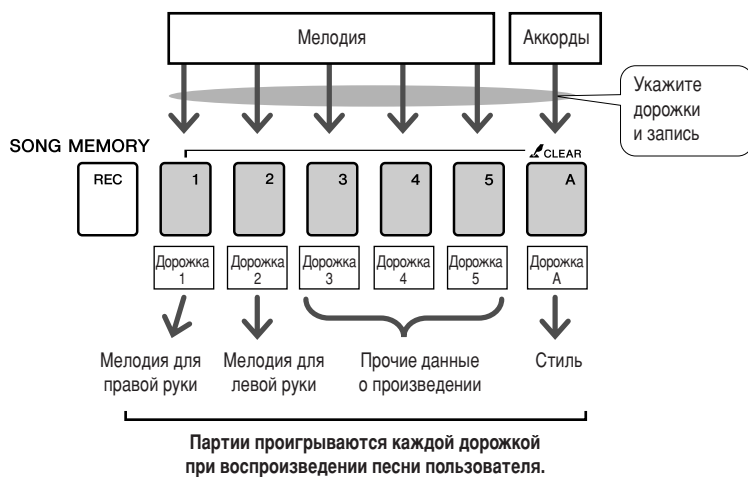 Мелодия
Аккорды
Укажите
дорожки
и запись
SONG MEMORY
CLEAR
REC
1
2
3
4
5
A
Дорожка
1
Дорожка
2
Дорожка
3
Дорожка
4
Дорожка
5
Дорожка
A
Мелодия для
правой руки
Мелодия для
левой руки
Прочие данные
о произведении
Стиль
Партии проигрываются каждой дорожкой
при воспроизведении песни пользователя.